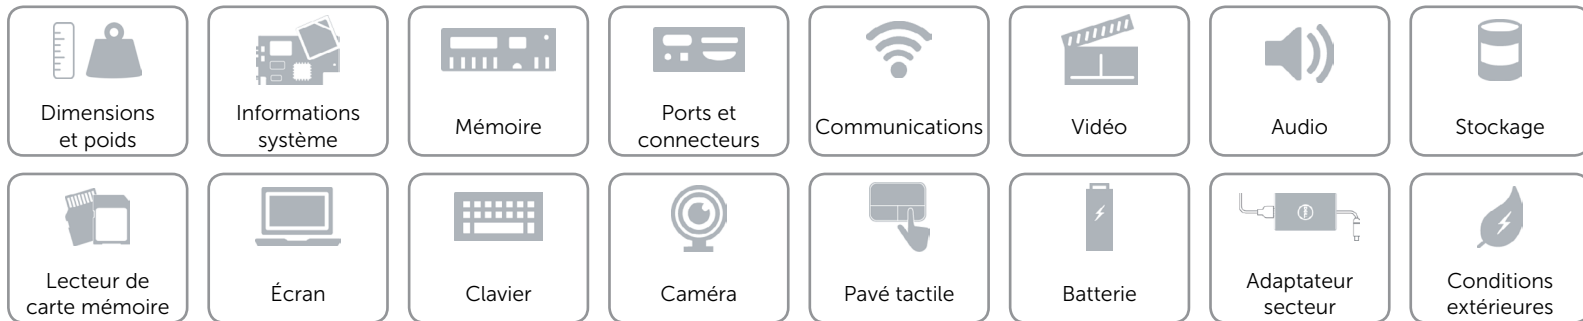 Dimensions
et poids
Informations
système
Mémoire
Ports et
connecteurs
Communications
Vidéo
Audio
Stockage
Lecteur de
carte mémoire
Écran
Clavier
Caméra
Pavé tactile
Batterie
Adaptateur
secteur
Conditions
extérieures